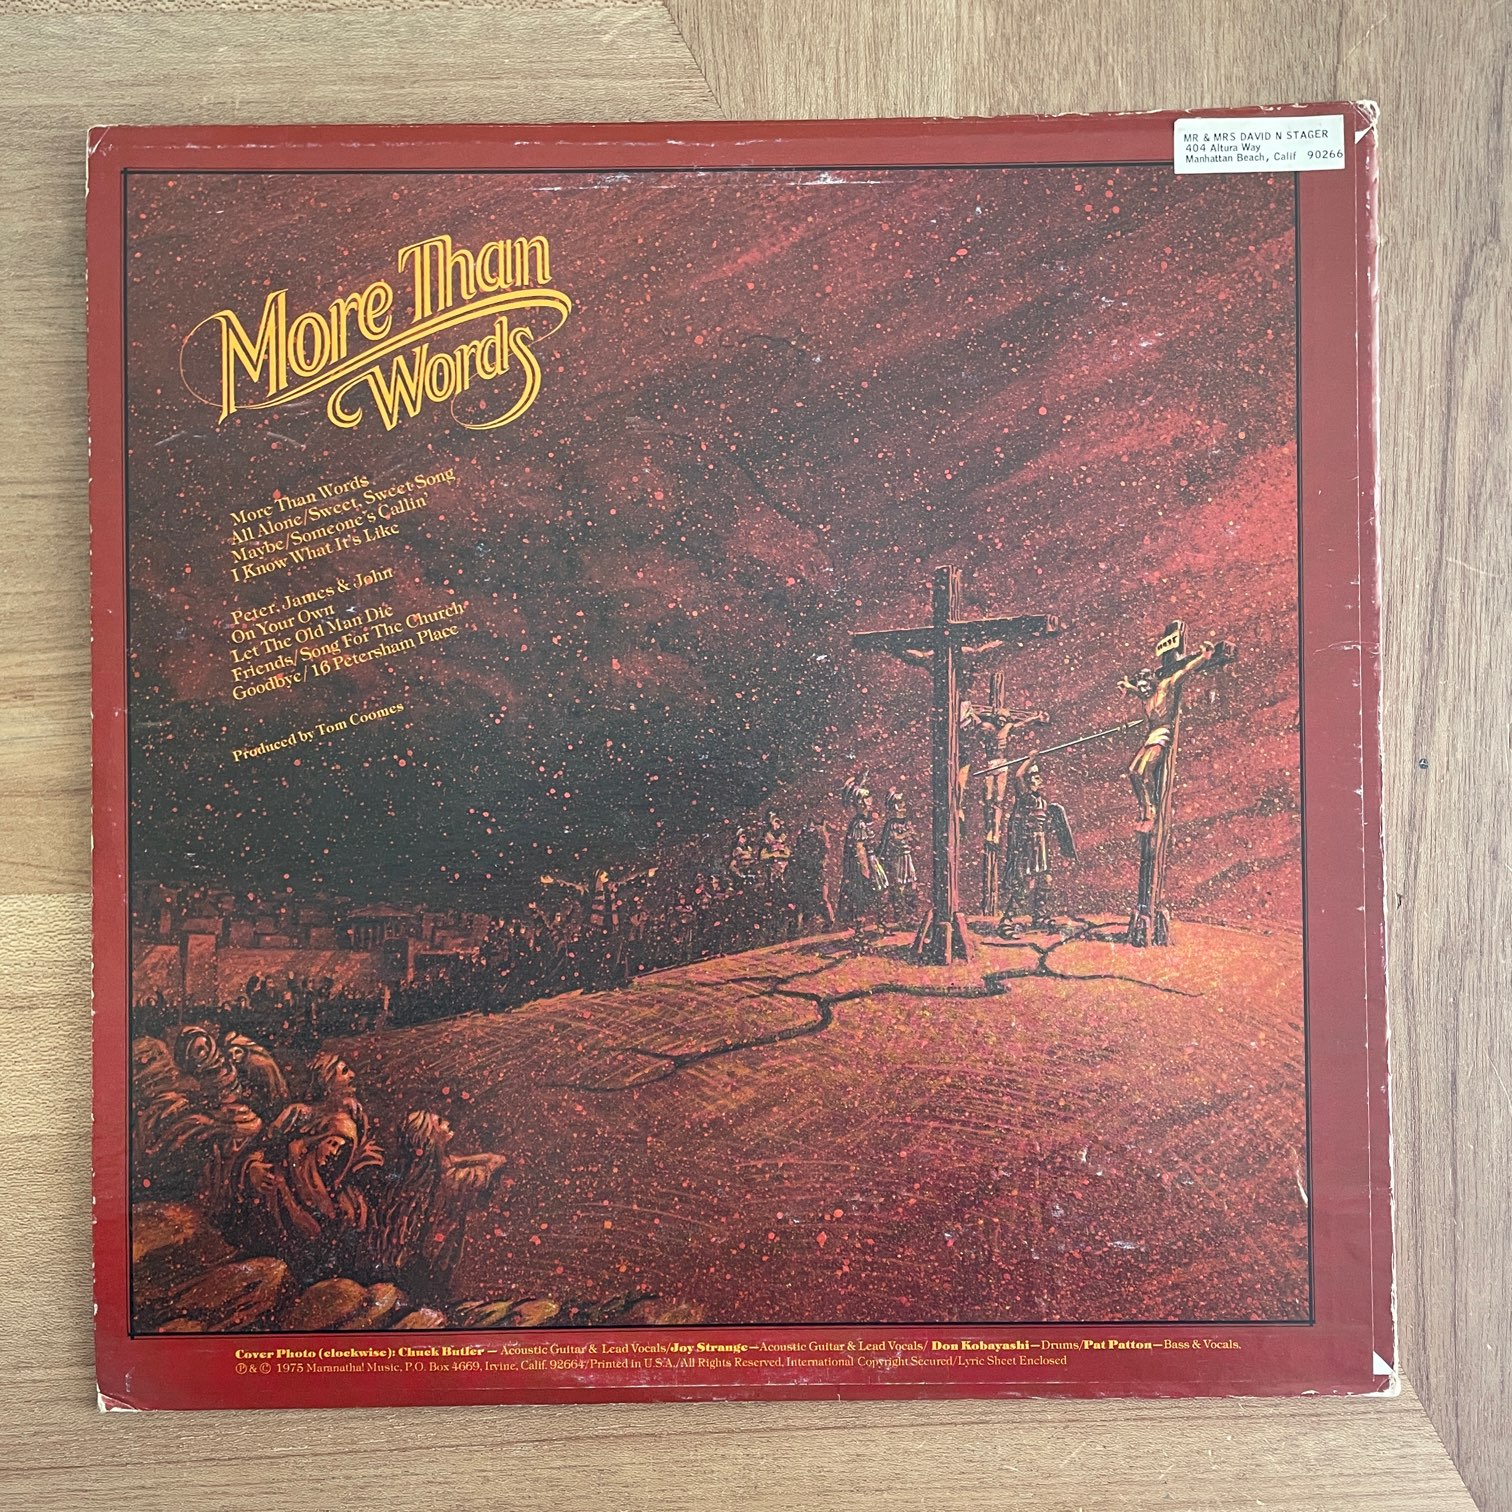 MR & MRS DAVID N STAGER
404 Altura Way
Manhattan Beach, Calif 90266
More Than
Words
More Than Words
All Alone/Sweet, Sweet Song
Maybe/Someone's Callin'
I Know What It's Like
Peter, James & John
On Your Own
Let The Old Man Die
Friends/Song For The Church
Goodbye/16 Petersham Place
Produced by Tom Coomes
Cover Photo (clockwise): Chuck Butler — Acoustic Guitar & Lead Vocals/Joy Strange—Acoustic Guitar & Lead Vocals/ Don Kobayashi—Drums/Pat Patton—Bass & Vocals.
℗ & © 1975 Maranatha! Music, P.O. Box 4669, Irvine, Calif. 92664/Printed in U.S.A./All Rights Reserved, International Copyright Secured/Lyric Sheet Enclosed